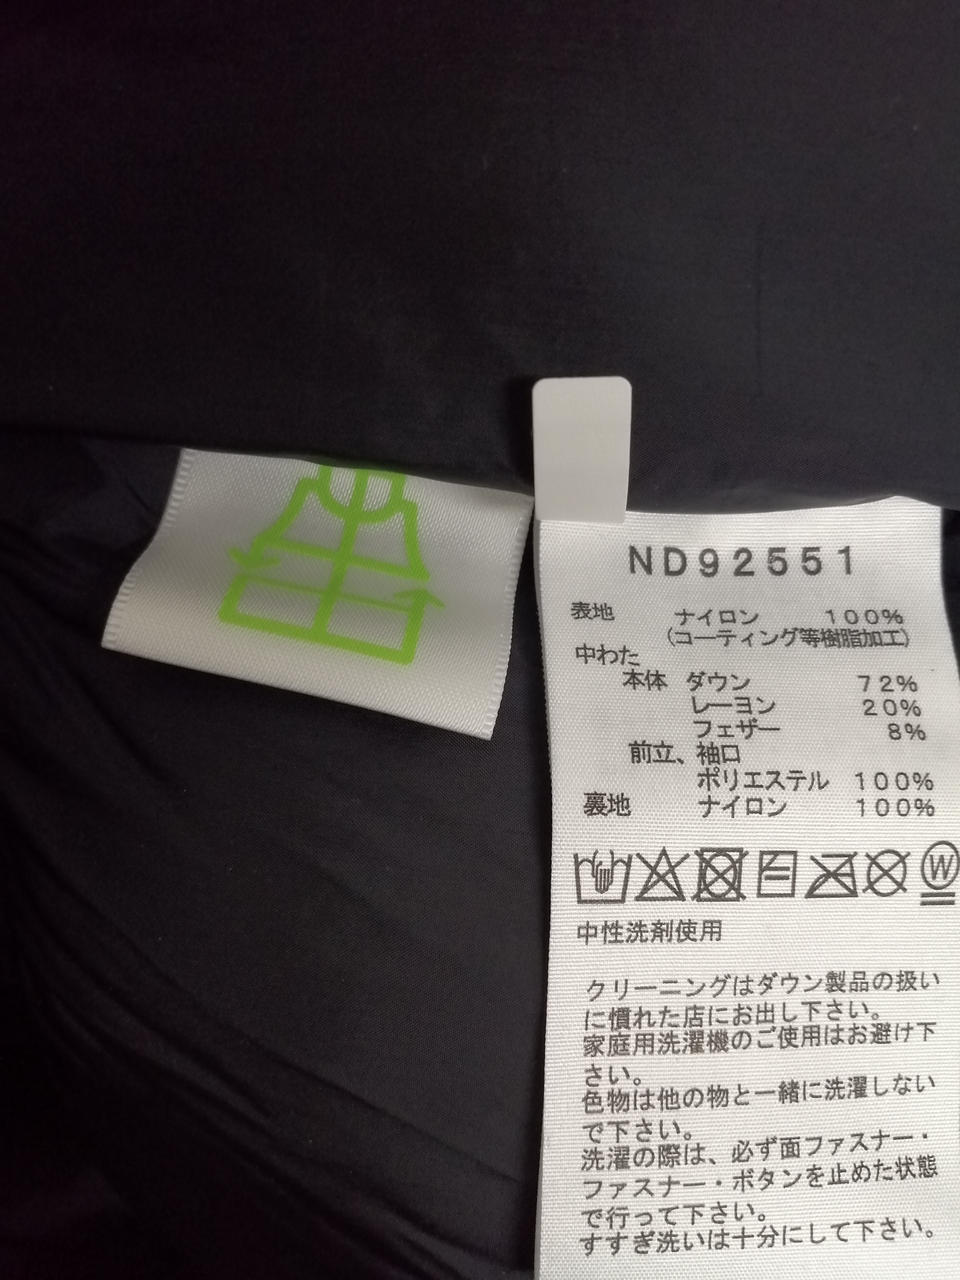 ND92551
表地 ナイロン 100%
(コーティング等樹脂加工)
中わた
本体 ダウン 72%
レーヨン 20%
フェザー 8%
前立、袖口
ポリエステル 100%
裏地 ナイロン 100%
W
中性洗剤使用
クリーニングはダウン製品の扱い
に慣れた店にお出し下さい。
家庭用洗濯機のご使用はお避け下
さい。
色物は他の物と一緒に洗濯しない
で下さい。
洗濯の際は、必ず面ファスナー・
ファスナー・ボタンを止めた状態
で行って下さい。
すすぎ洗いは十分にして下さい。